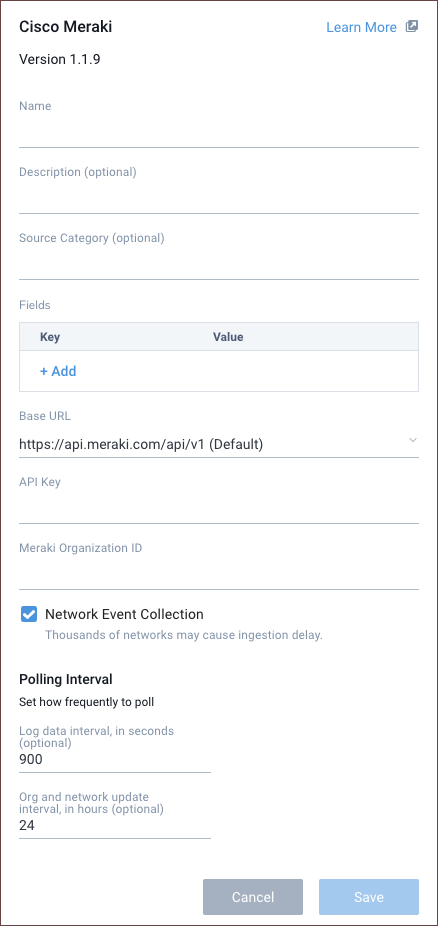 Cisco Meraki
Learn More
Version 1.1.9
Name
Description (optional)
Source Category (optional)
Fields
Key Value
+ Add
Base URL
https://api.meraki.com/api/v1 (Default)
API Key
Meraki Organization ID
Network Event Collection
Thousands of networks may cause ingestion delay.
Polling Interval
Set how frequently to poll
Log data interval, in seconds
(optional)
900
Org and network update
interval, in hours (optional)
24
Cancel Save